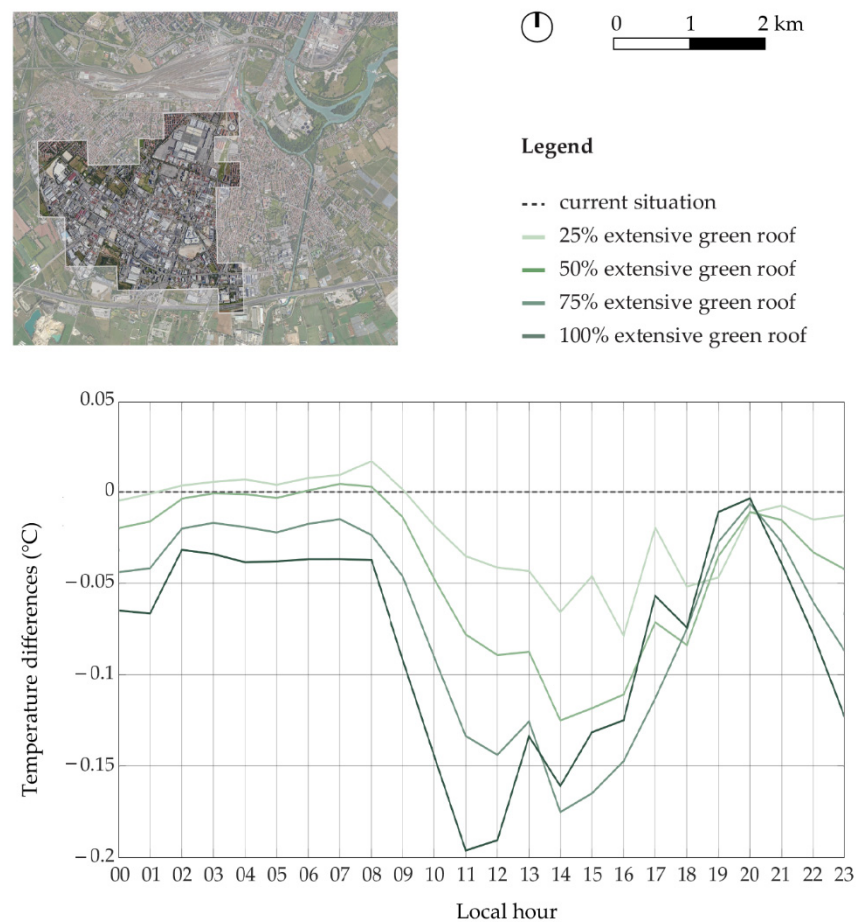 0 1 2 km
Legend
current situation
25% extensive green roof
50% extensive green roof
75% extensive green roof
100% extensive green roof
0.05
0
−0.05
−0.1
−0.15
−0.2
Temperature differences (°C)
00 01 02 03 04 05 06 07 08 09 10 11 12 13 14 15 16 17 18 19 20 21 22 23
Local hour